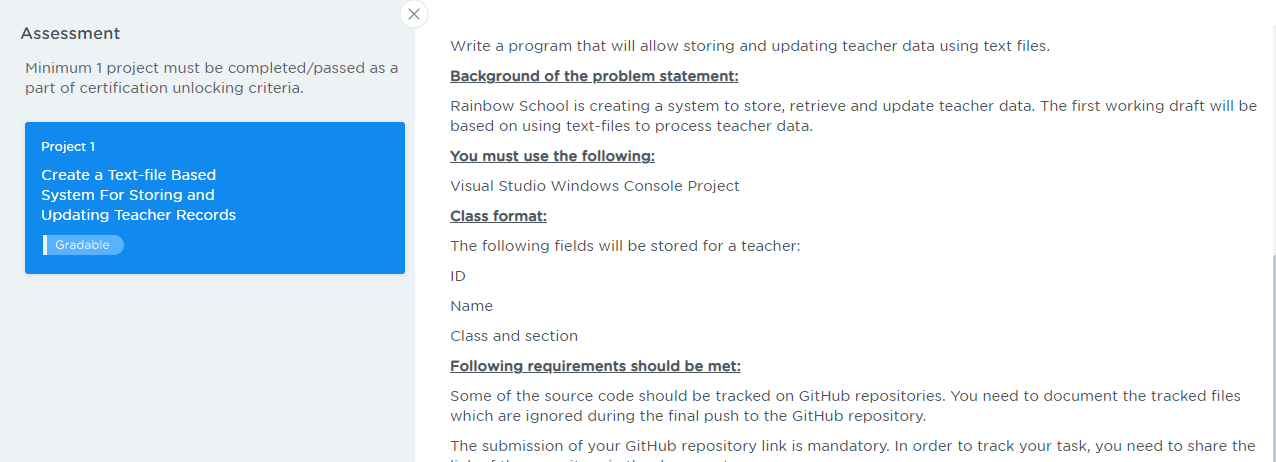 Assessment
Minimum 1 project must be completed/passed as a
part of certification unlocking criteria.
Project 1
Create a Text-file Based
System For Storing and
Updating Teacher Records
Gradable
Write a program that will allow storing and updating teacher data using text files.
Background of the problem statement:
Rainbow School is creating a system to store, retrieve and update teacher data. The first working draft will be
based on using text-files to process teacher data.
You must use the following:
Visual Studio Windows Console Project
Class format:
The following fields will be stored for a teacher:
ID
Name
Class and section
Following requirements should be met:
Some of the source code should be tracked on GitHub repositories. You need to document the tracked files
which are ignored during the final push to the GitHub repository.
The submission of your GitHub repository link is mandatory. In order to track your task, you need to share the